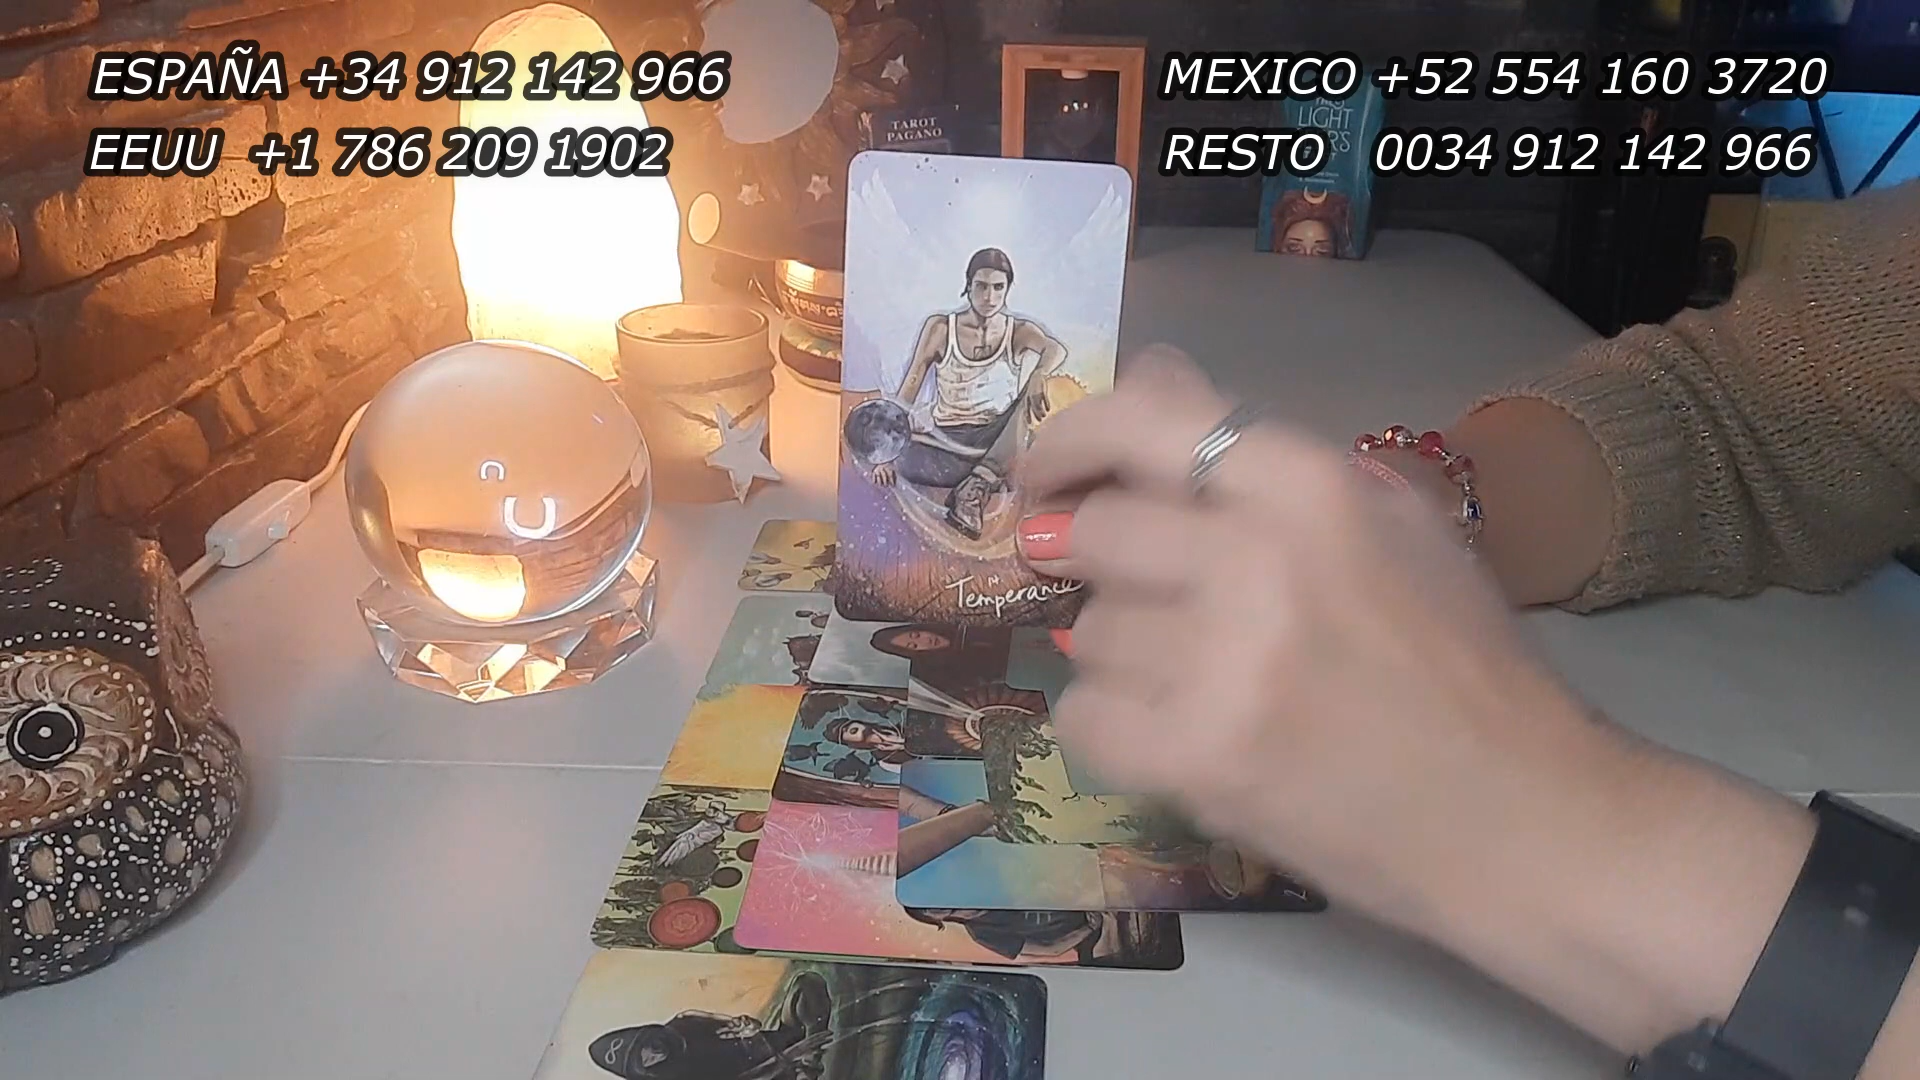 ESPAÑA +34 912 142 966
EEUU +1 786 209 1902
MEXICO +52 554 160 3720
RESTO 0034 912 142 966
TAROT
PAGANO
LIGHT
Temperance
8